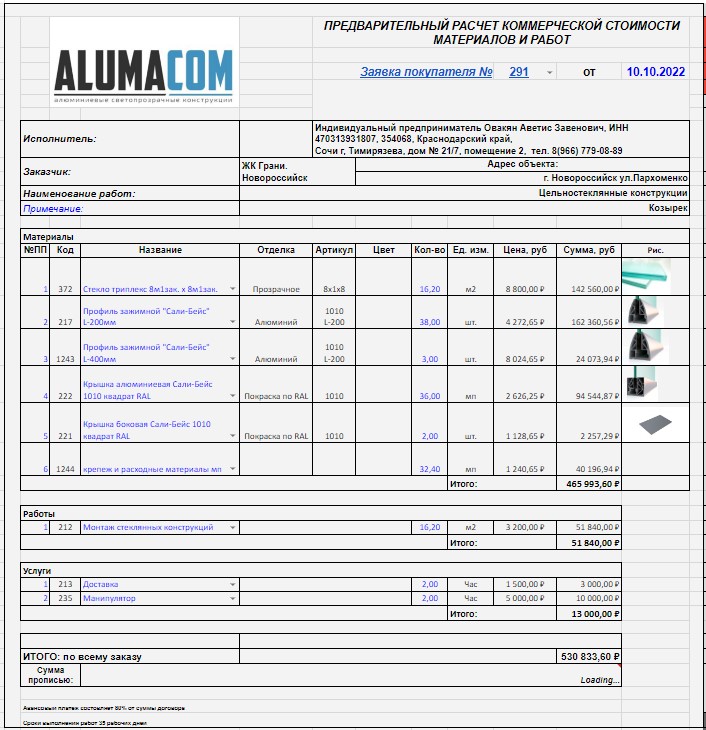 ПРЕДВАРИТЕЛЬНЫЙ РАСЧЕТ КОММЕРЧЕСКОЙ СТОИМОСТИ
МАТЕРИАЛОВ И РАБОТ
ALUMACOM
алюминиевые светопрозрачные конструкции
Заявка покупателя № 291 от 10.10.2022
Исполнитель:
Индивидуальный предприниматель Овакян Аветис Завенович, ИНН
470313931807, 354068, Краснодарский край,
Сочи г, Тимирязева, дом № 21/7, помещение 2, тел. 8(966) 779-08-89
Заказчик:
ЖК Грани.
Новороссийск
Адрес объекта:
г. Новороссийск ул.Пархоменко
Наименование работ: Цельностеклянные конструкции
Примечание: Козырек
Материалы
№ПП Код Название Отделка Артикул Цвет Кол-во Ед. изм. Цена, руб Сумма, руб Рис.
1 372 Стекло триплекс 8м1зак. х 8м1зак. Прозрачное 8х1х8 16,20 м2 8 800,00 ₽ 142 560,00 ₽
Профиль зажимной "Сали-Бейс" 1010
2 217 L-200мм Алюминий L-200 38,00 шт. 4 272,65 ₽ 162 360,56 ₽
Профиль зажимной "Сали-Бейс" 1010
3 1243 L-400мм Алюминий L-200 3,00 шт. 8 024,65 ₽ 24 073,94 ₽
Крышка алюминиевая Сали-Бейс
4 222 1010 квадрат RAL Покраска по RAL 1010 36,00 мп 2 626,25 ₽ 94 544,87 ₽
Крышка боковая Сали-Бейс 1010
5 221 квадрат RAL Покраска по RAL 1010 2,00 шт. 1 128,65 ₽ 2 257,29 ₽
6 1244 крепеж и расходные материалы мп 32,40 мп 1 240,65 ₽ 40 196,94 ₽
Итого: 465 993,60 ₽
Работы
1 212 Монтаж стеклянных конструкций 16,20 м2 3 200,00 ₽ 51 840,00 ₽
Итого: 51 840,00 ₽
Услуги
1 213 Доставка 2,00 Час 1 500,00 ₽ 3 000,00 ₽
2 235 Манипулятор 2,00 Час 5 000,00 ₽ 10 000,00 ₽
Итого: 13 000,00 ₽
ИТОГО: по всему заказу 530 833,60 ₽
Сумма
прописью: Loading...
Авансовый платеж составляет 80% от суммы договора
Сроки выполнения работ 35 рабочих дней